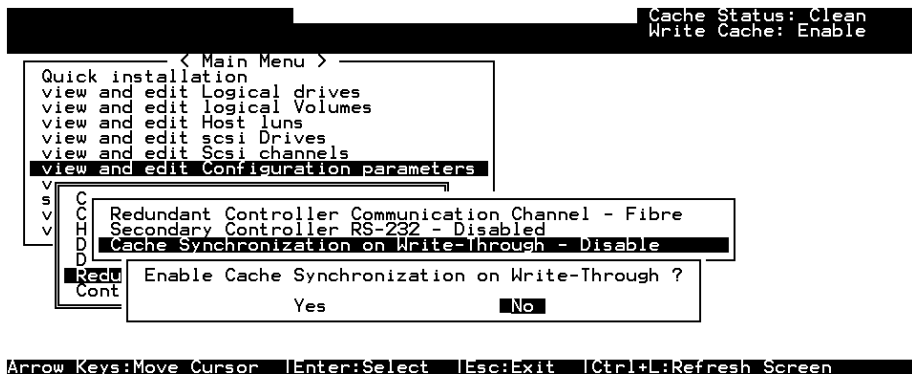 Cache Status: Clean
Write Cache: Enable
< Main Menu >
Quick installation
view and edit Logical drives
view and edit logical Volumes
view and edit Host luns
view and edit scsi Drives
view and edit Scsi channels
view and edit Configuration parameters
v
s C
v C Redundant Controller Communication Channel - Fibre
v H Secondary Controller RS-232 - Disabled
D Cache Synchronization on Write-Through - Disable
D
Redu Enable Cache Synchronization on Write-Through ?
Cont
Yes No
Arrow Keys:Move Cursor |Enter:Select |Esc:Exit |Ctrl+L:Refresh Screen